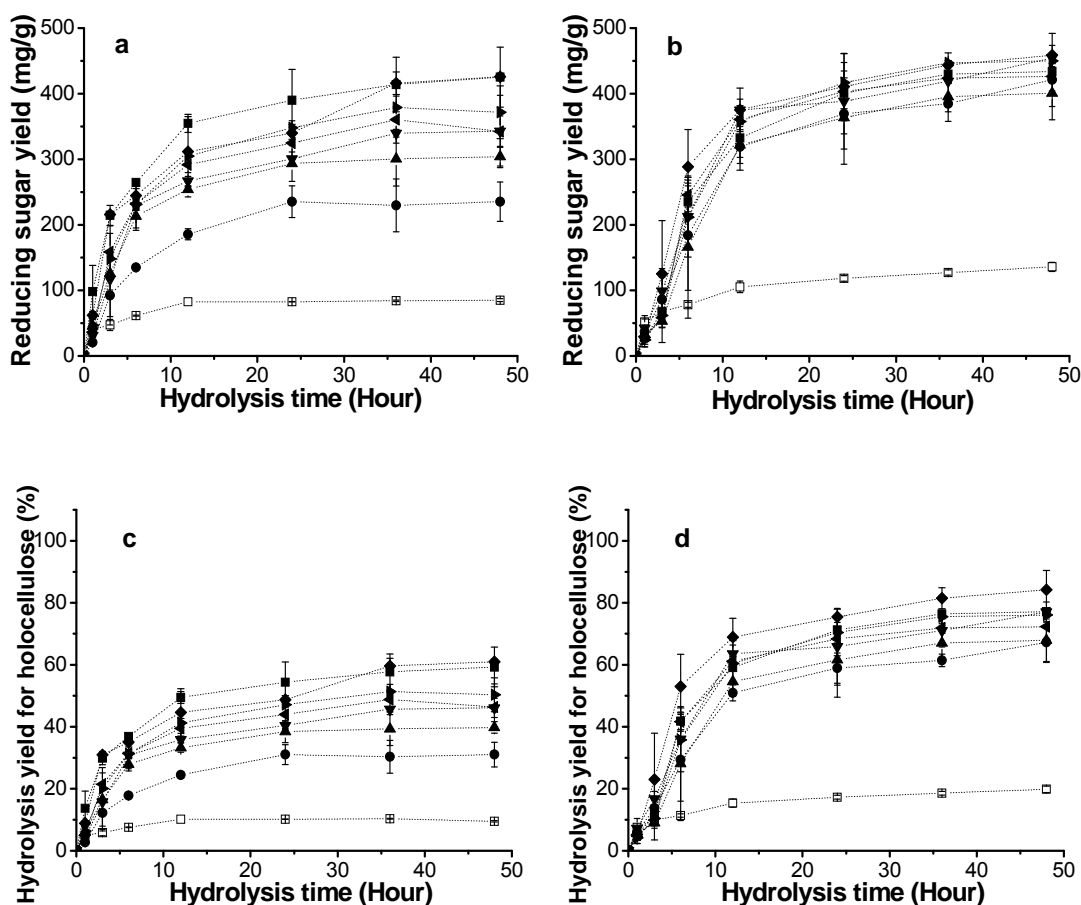 a
Reducing sugar yield (mg/g)
500
400
300
200
100
0
0 10 20 30 40 50
Hydrolysis time (Hour)
b
Reducing sugar yield (mg/g)
500
400
300
200
100
0
0 10 20 30 40 50
Hydrolysis time (Hour)
c
Hydrolysis yield for holocellulose (%)
100
80
60
40
20
0
0 10 20 30 40 50
Hydrolysis time (Hour)
d
Hydrolysis yield for holocellulose (%)
100
80
60
40
20
0
0 10 20 30 40 50
Hydrolysis time (Hour)